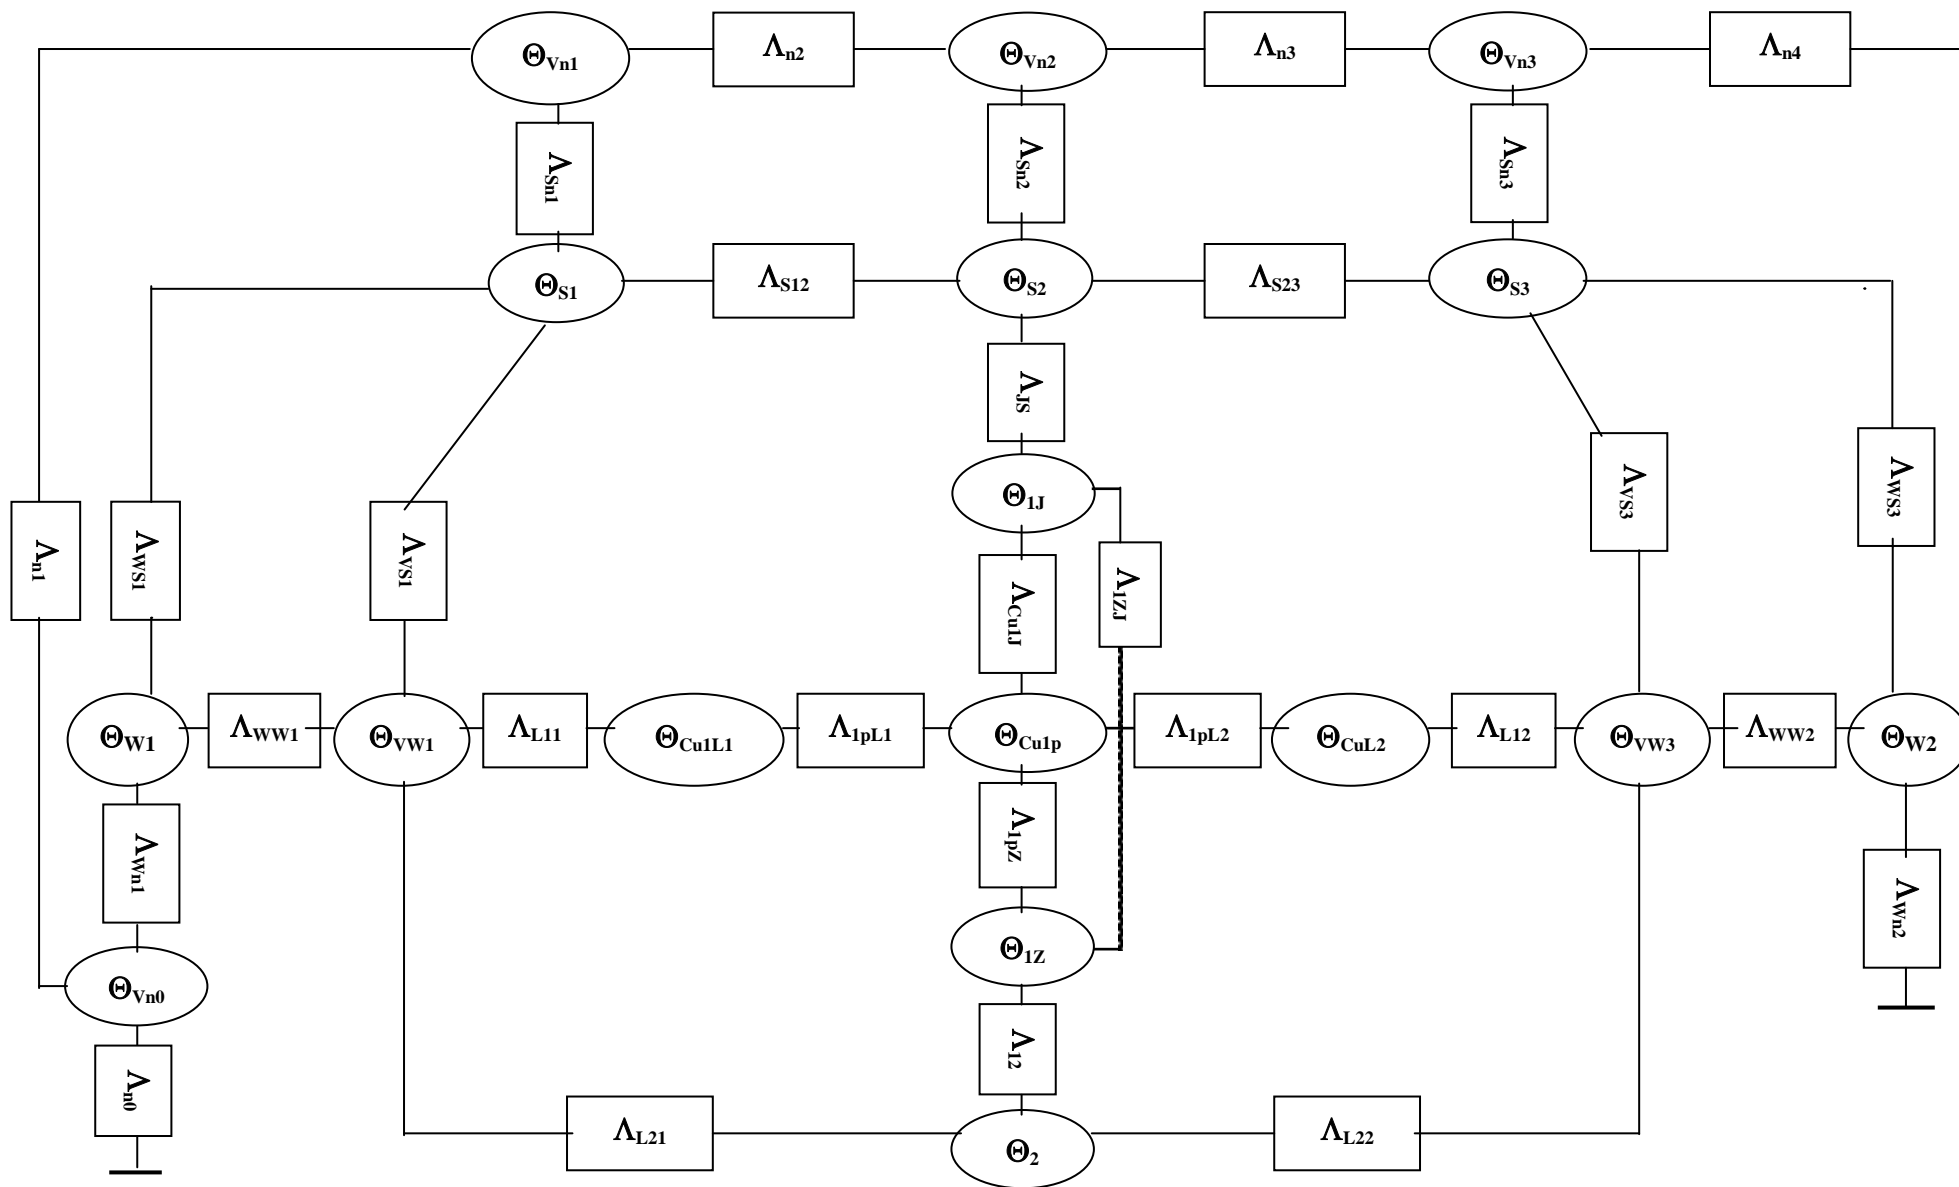 Θ_Vn1 Λ_n2 Θ_Vn2 Λ_n3 Θ_Vn3 Λ_n4
Λ_Sn1 Λ_Sn2 Λ_Sn3
Θ_S1 Λ_S12 Θ_S2 Λ_S23 Θ_S3
Λ_JS
Θ_1J
Λ_n1 Λ_WS1 Λ_VS1 Λ_Cu1J Λ_1ZJ Λ_VS3 Λ_WS3
Θ_W1 Λ_WW1 Θ_VW1 Λ_L11 Θ_Cu1L1 Λ_1pL1 Θ_Cu1p Λ_1pL2 Θ_CuL2 Λ_L12 Θ_VW3 Λ_WW2 Θ_W2
Λ_Wn1 Λ_1pZ Λ_Wn2
Θ_Vn0 Θ_1Z
Λ_n0 Λ_12
Λ_L21 Θ_2 Λ_L22